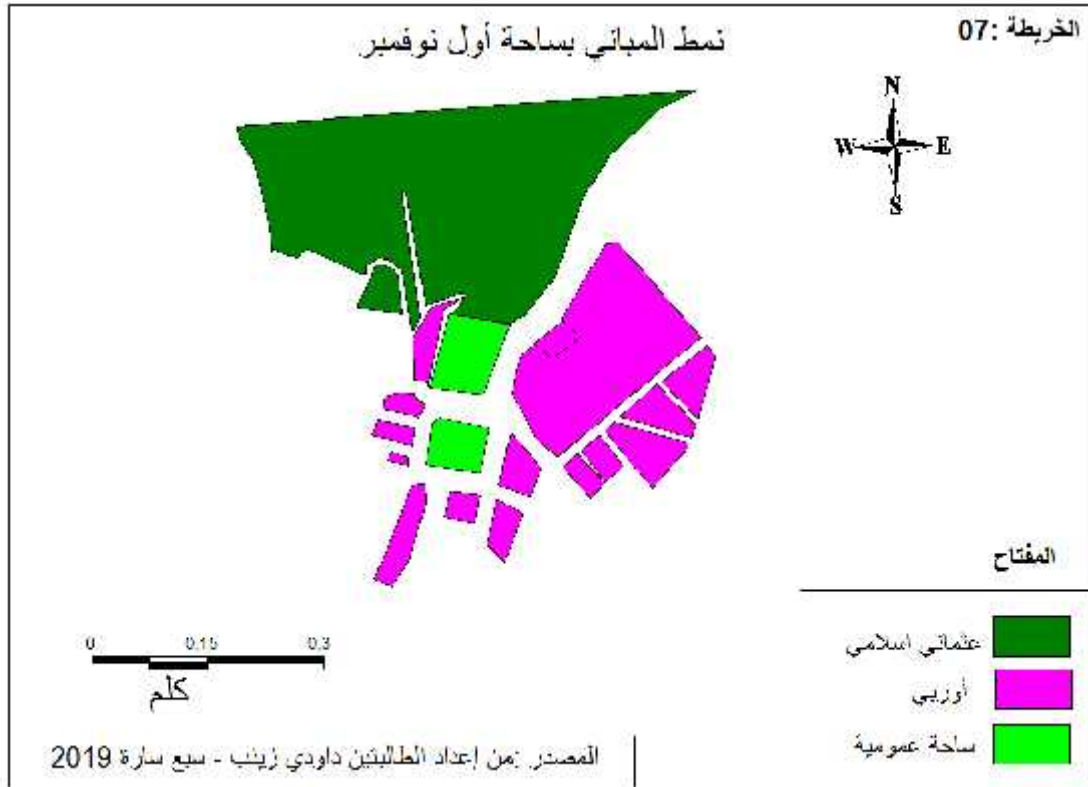 الخريطة :07
نمط المباني بساحة أول نوفمبر
N
W E
S
المفتاح
عثماني اسلامي
أوربي
ساحة عمومية
0 0,15 0,3
كلم
المصدر :من إعداد الطالبتين داودي زينب - سبع سارة 2019